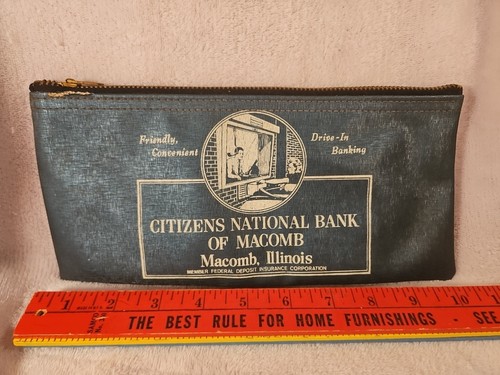 Friendly,
Convenient
Drive-In
Banking
CITIZENS NATIONAL BANK
OF MACOMB
Macomb, Illinois
MEMBER FEDERAL DEPOSIT INSURANCE CORPORATION
1 2 3 4 5 6 7 8 9 10
THE BEST RULE FOR HOME FURNISHINGS - SEE